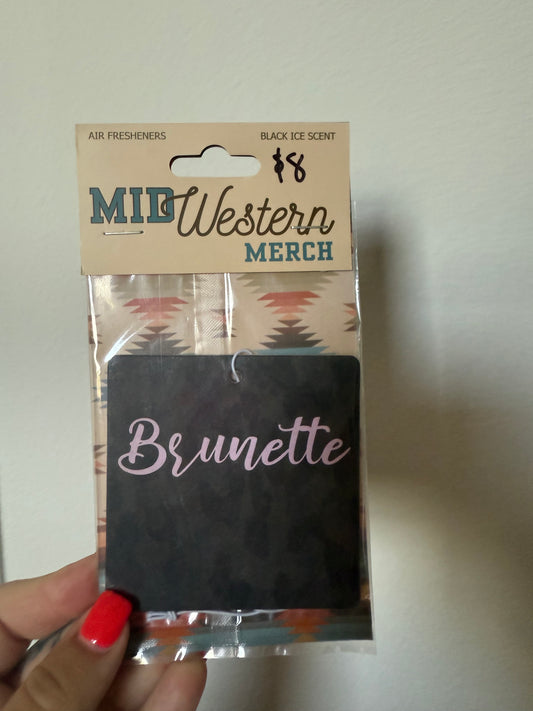 AIR FRESHENERS BLACK ICE SCENT
$8
MID Western
MERCH
Brunette